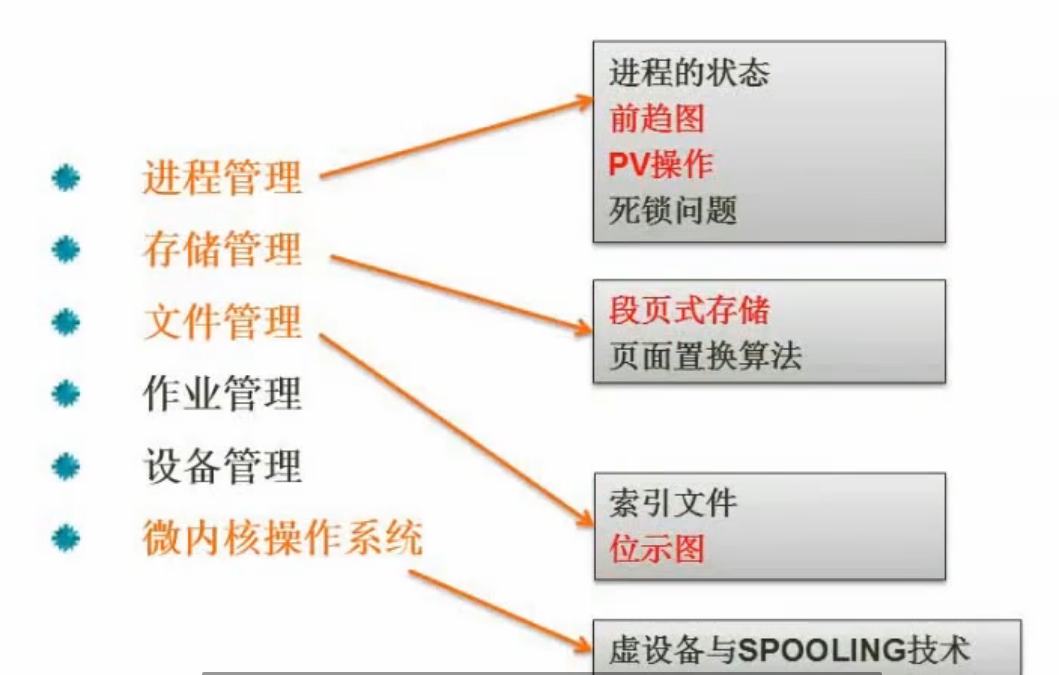 进程管理
存储管理
文件管理
作业管理
设备管理
微内核操作系统
进程的状态
前趋图
PV操作
死锁问题
段页式存储
页面置换算法
索引文件
位示图
虚设备与SPOOLING技术